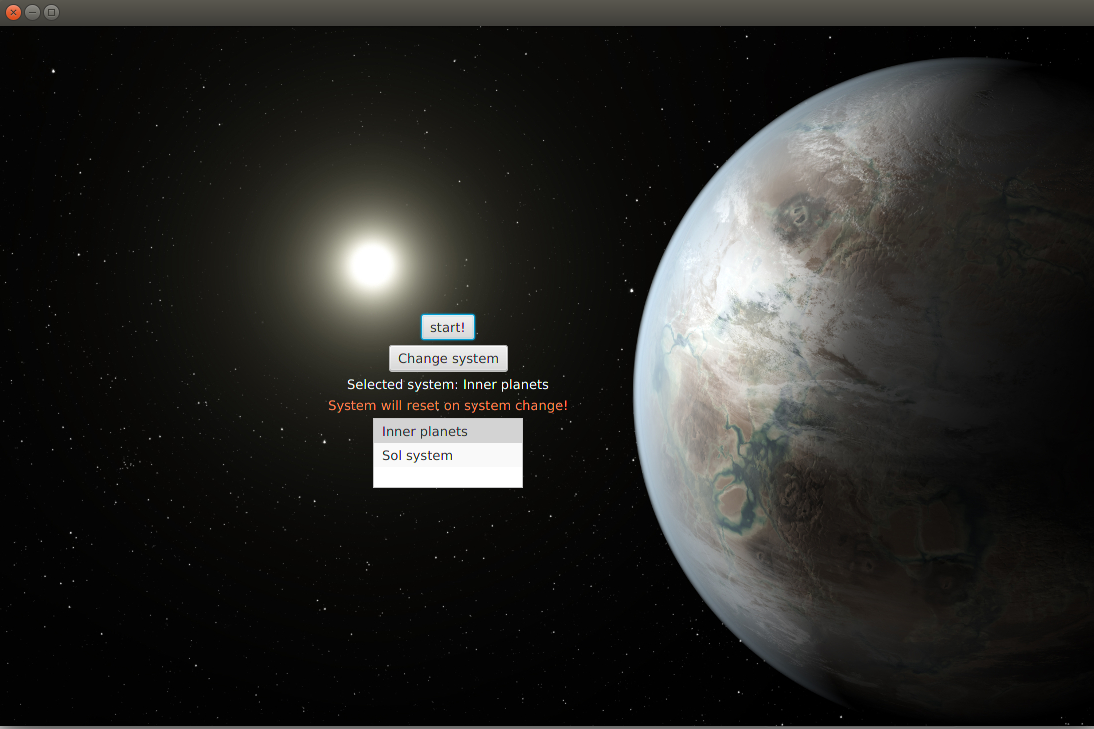 start!
Change system
Selected system: Inner planets
System will reset on system change!
Inner planets
Sol system